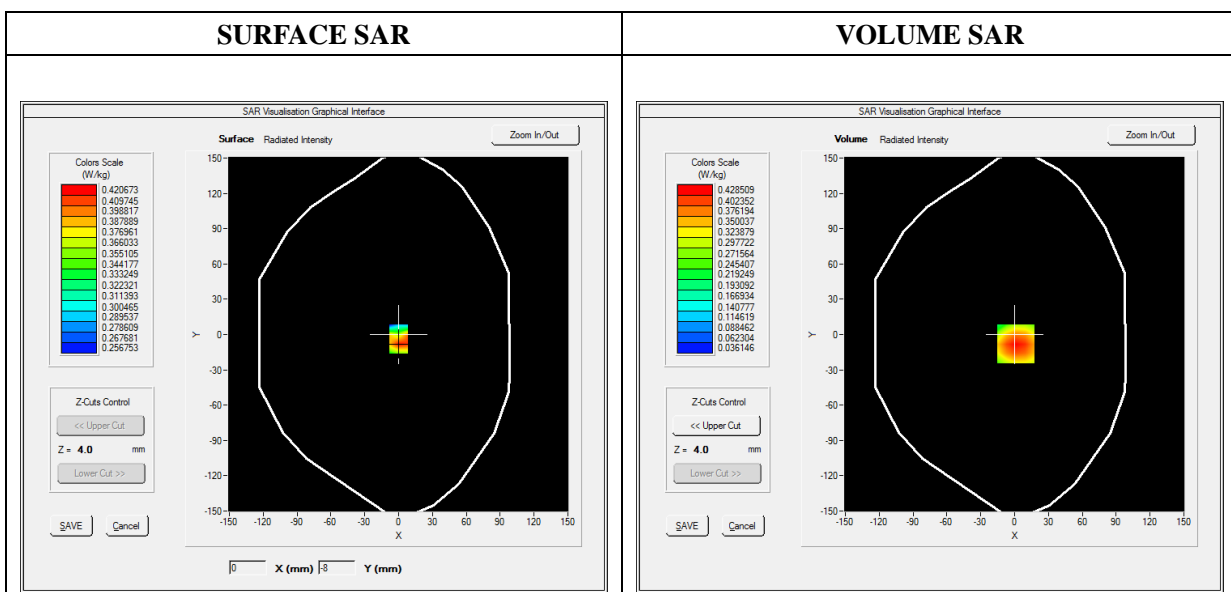 SURFACE SAR
VOLUME SAR
SAR Visualisation Graphical Interface
Surface Radiated Intensity
Zoom In/Out
Colors Scale
(W/kg)
0.420673
0.409745
0.398817
0.387889
0.376961
0.366033
0.355105
0.344177
0.333249
0.322321
0.311393
0.300465
0.289537
0.278609
0.267681
0.256753
Z-Cuts Control
<< Upper Cut
Z = 4.0 mm
Lower Cut >>
SAVE Cancel
150
120
90
60
30
0
-30
-60
-90
-120
-150
Y
-150 -120 -90 -60 -30 0 30 60 90 120 150
X
0 X (mm) -8 Y (mm)
SAR Visualisation Graphical Interface
Volume Radiated Intensity
Zoom In/Out
Colors Scale
(W/kg)
0.428509
0.402352
0.376194
0.350037
0.323879
0.297722
0.271564
0.245407
0.219249
0.193092
0.166934
0.140777
0.114619
0.088462
0.062304
0.036146
Z-Cuts Control
<< Upper Cut
Z = 4.0 mm
Lower Cut >>
SAVE Cancel
150
120
90
60
30
0
-30
-60
-90
-120
-150
Y
-150 -120 -90 -60 -30 0 30 60 90 120 150
X